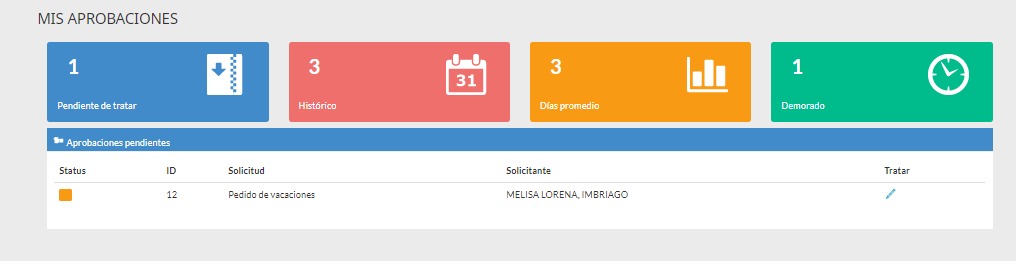 MIS APROBACIONES
1
Pendiente de tratar
3
31
Histórico
3
Días promedio
1
Demorado
Aprobaciones pendientes
Status ID Solicitud Solicitante Tratar
12 Pedido de vacaciones MELISA LORENA, IMBRIAGO